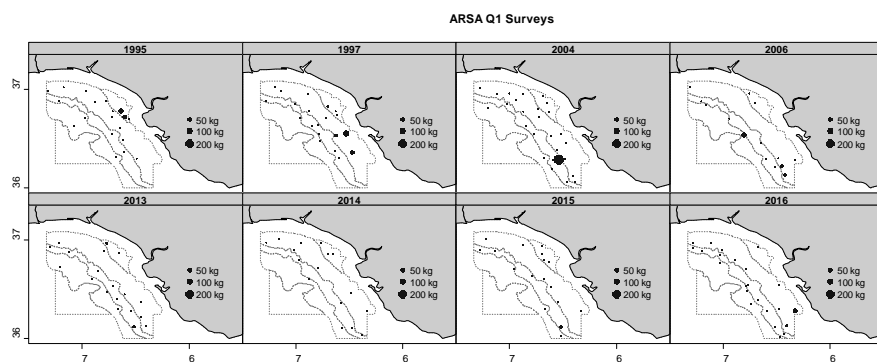 ARSA Q1 Surveys
1995 1997 2004 2006
37
50 kg 50 kg 50 kg 50 kg
100 kg 100 kg 100 kg 100 kg
200 kg 200 kg 200 kg 200 kg
36
2013 2014 2015 2016
37
50 kg 50 kg 50 kg 50 kg
100 kg 100 kg 100 kg 100 kg
200 kg 200 kg 200 kg 200 kg
36
7 6 7 6 7 6 7 6